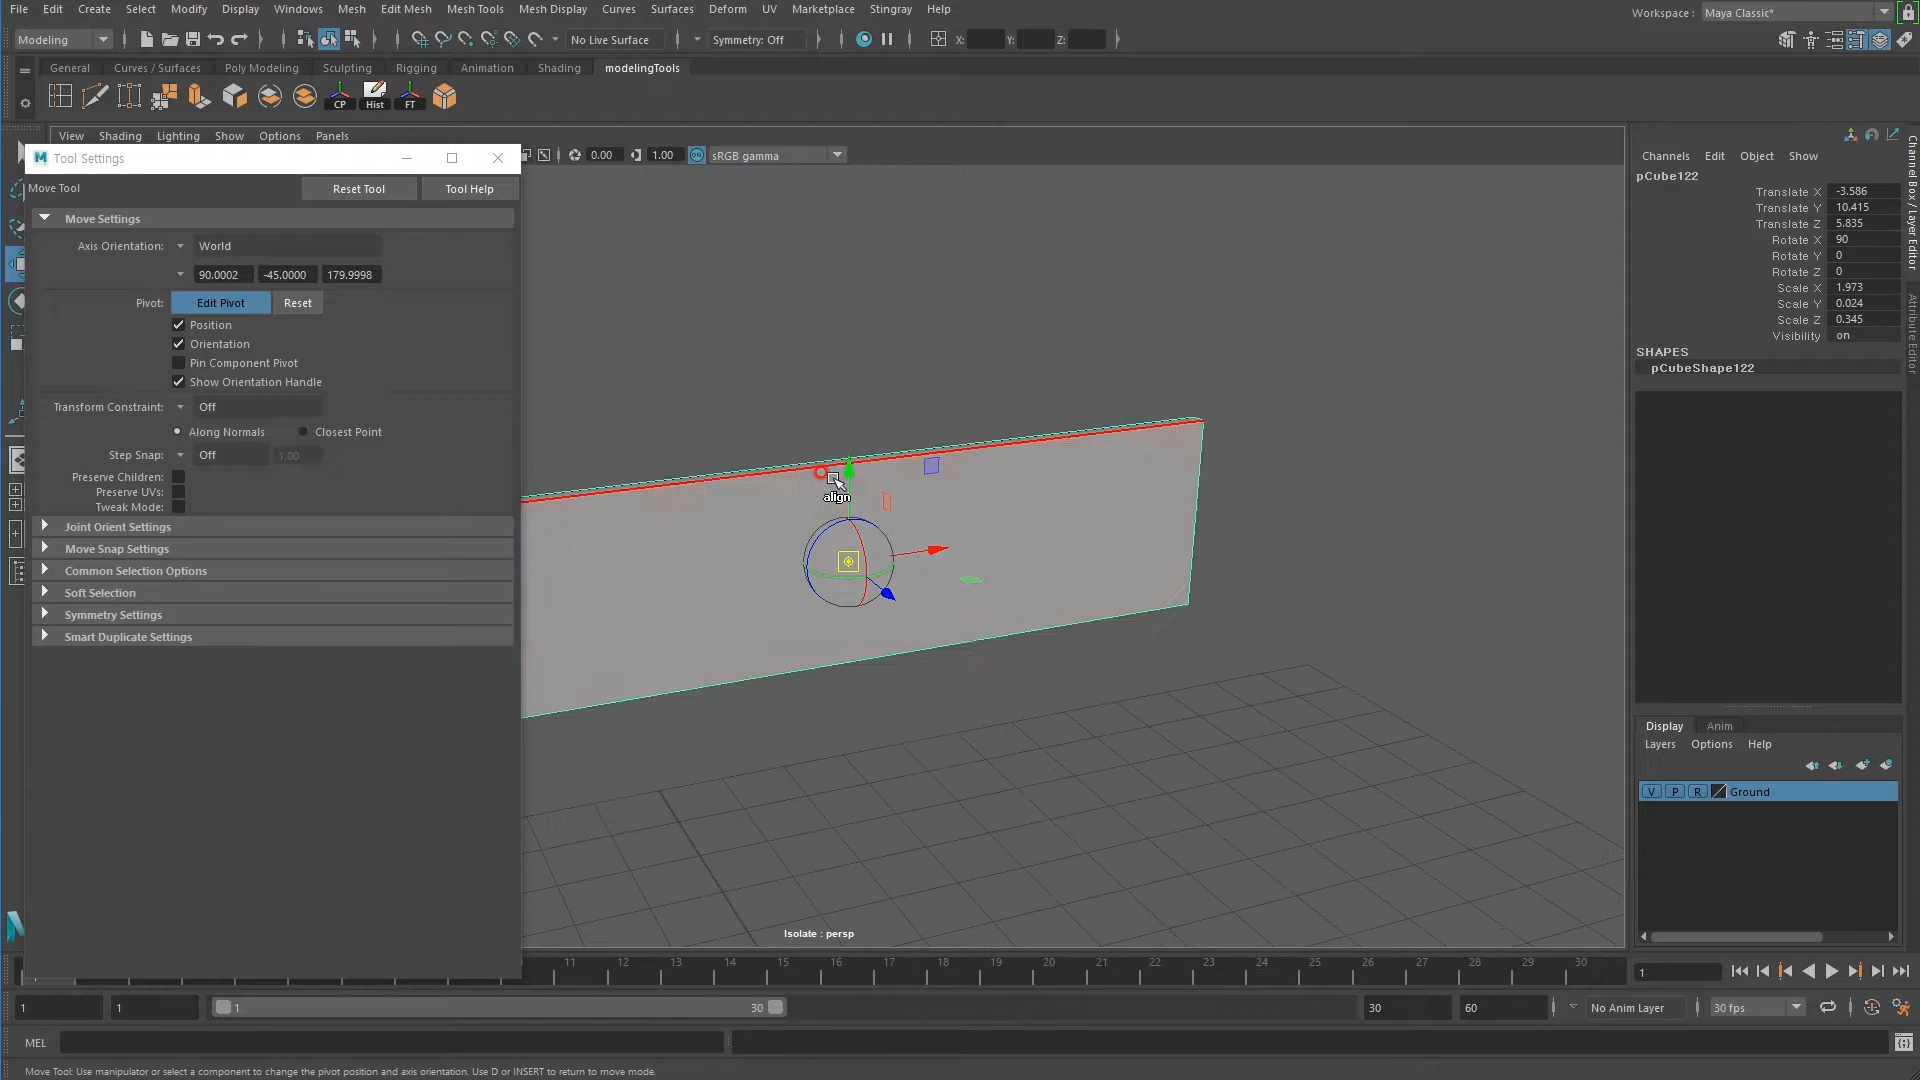 File Edit Create Select Modify Display Windows Mesh Edit Mesh Mesh Tools Mesh Display Curves Surfaces Deform UV Marketplace Stingray Help
Workspace : Maya Classic*
Modeling No Live Surface Symmetry: Off X: Y: Z:
General Curves / Surfaces Poly Modeling Sculpting Rigging Animation Shading modelingTools
CP Hist FT
View Shading Lighting Show Options Panels
0.00 1.00 ON sRGB gamma
M Tool Settings
Move Tool Reset Tool Tool Help
Move Settings
Axis Orientation: World
90.0002 -45.0000 179.9998
Pivot: Edit Pivot Reset
Position
Orientation
Pin Component Pivot
Show Orientation Handle
Transform Constraint: Off
Along Normals Closest Point
Step Snap: Off 1.00
Preserve Children:
Preserve UVs:
Tweak Mode:
Joint Orient Settings
Move Snap Settings
Common Selection Options
Soft Selection
Symmetry Settings
Smart Duplicate Settings
align
Isolate : persp
Channels Edit Object Show
pCube122
Translate X -3.586
Translate Y 10.415
Translate Z 5.835
Rotate X 90
Rotate Y 0
Rotate Z 0
Scale X 1.973
Scale Y 0.024
Scale Z 0.345
Visibility on
SHAPES
pCubeShape122
Channel Box / Layer Editor
Attribute Editor
Display Anim
Layers Options Help
V P R Ground
11 12 13 14 15 16 17 18 19 20 21 22 23 24 25 26 27 28 29 30
1
1 1 1 30 30 60 No Anim Layer 30 fps
MEL
Move Tool: Use manipulator or select a component to change the pivot position and axis orientation. Use D or INSERT to return to move mode.